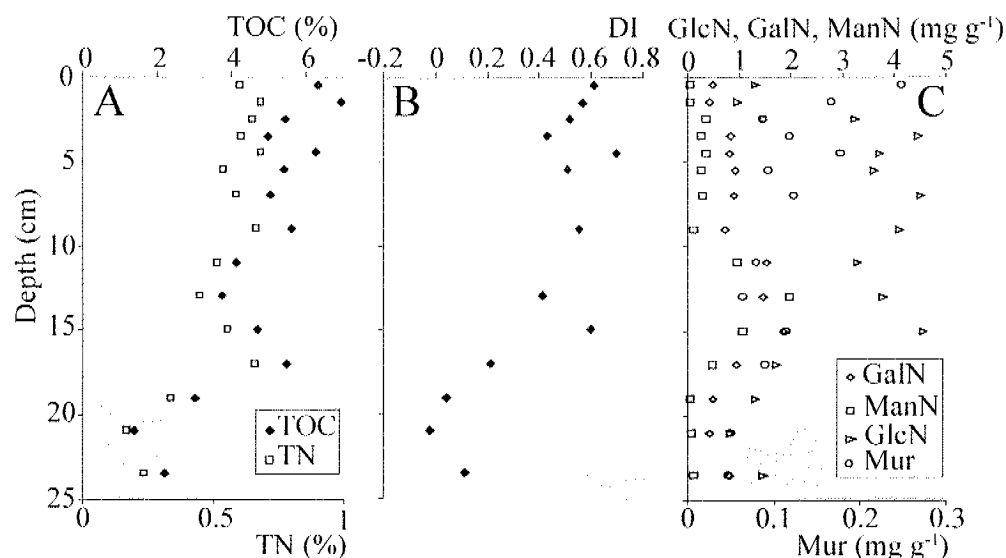 TOC (%)
DI
GlcN, GalN, ManN (mg g⁻¹)
0 2 4 6 -0.2 0 0.2 0.4 0.6 0.8 0 1 2 3 4 5
A
B
C
Depth (cm)
0
5
10
15
20
25
TOC
TN
GalN
ManN
GlcN
Mur
0 0.5 1
0 0.1 0.2 0.3
TN (%)
Mur (mg g⁻¹)